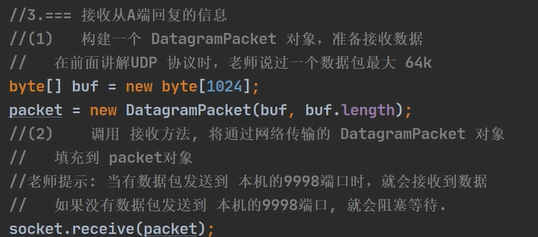 //3.=== 接收从A端回复的信息
//(1)   构建一个 DatagramPacket 对象，准备接收数据
//   在前面讲解UDP 协议时，老师说过一个数据包最大 64k
byte[] buf = new byte[1024];
packet = new DatagramPacket(buf, buf.length);
//(2)    调用 接收方法, 将通过网络传输的 DatagramPacket 对象
//   填充到 packet对象
//老师提示: 当有数据包发送到 本机的9998端口时，就会接收到数据
//   如果没有数据包发送到 本机的9998端口, 就会阻塞等待.
socket.receive(packet);